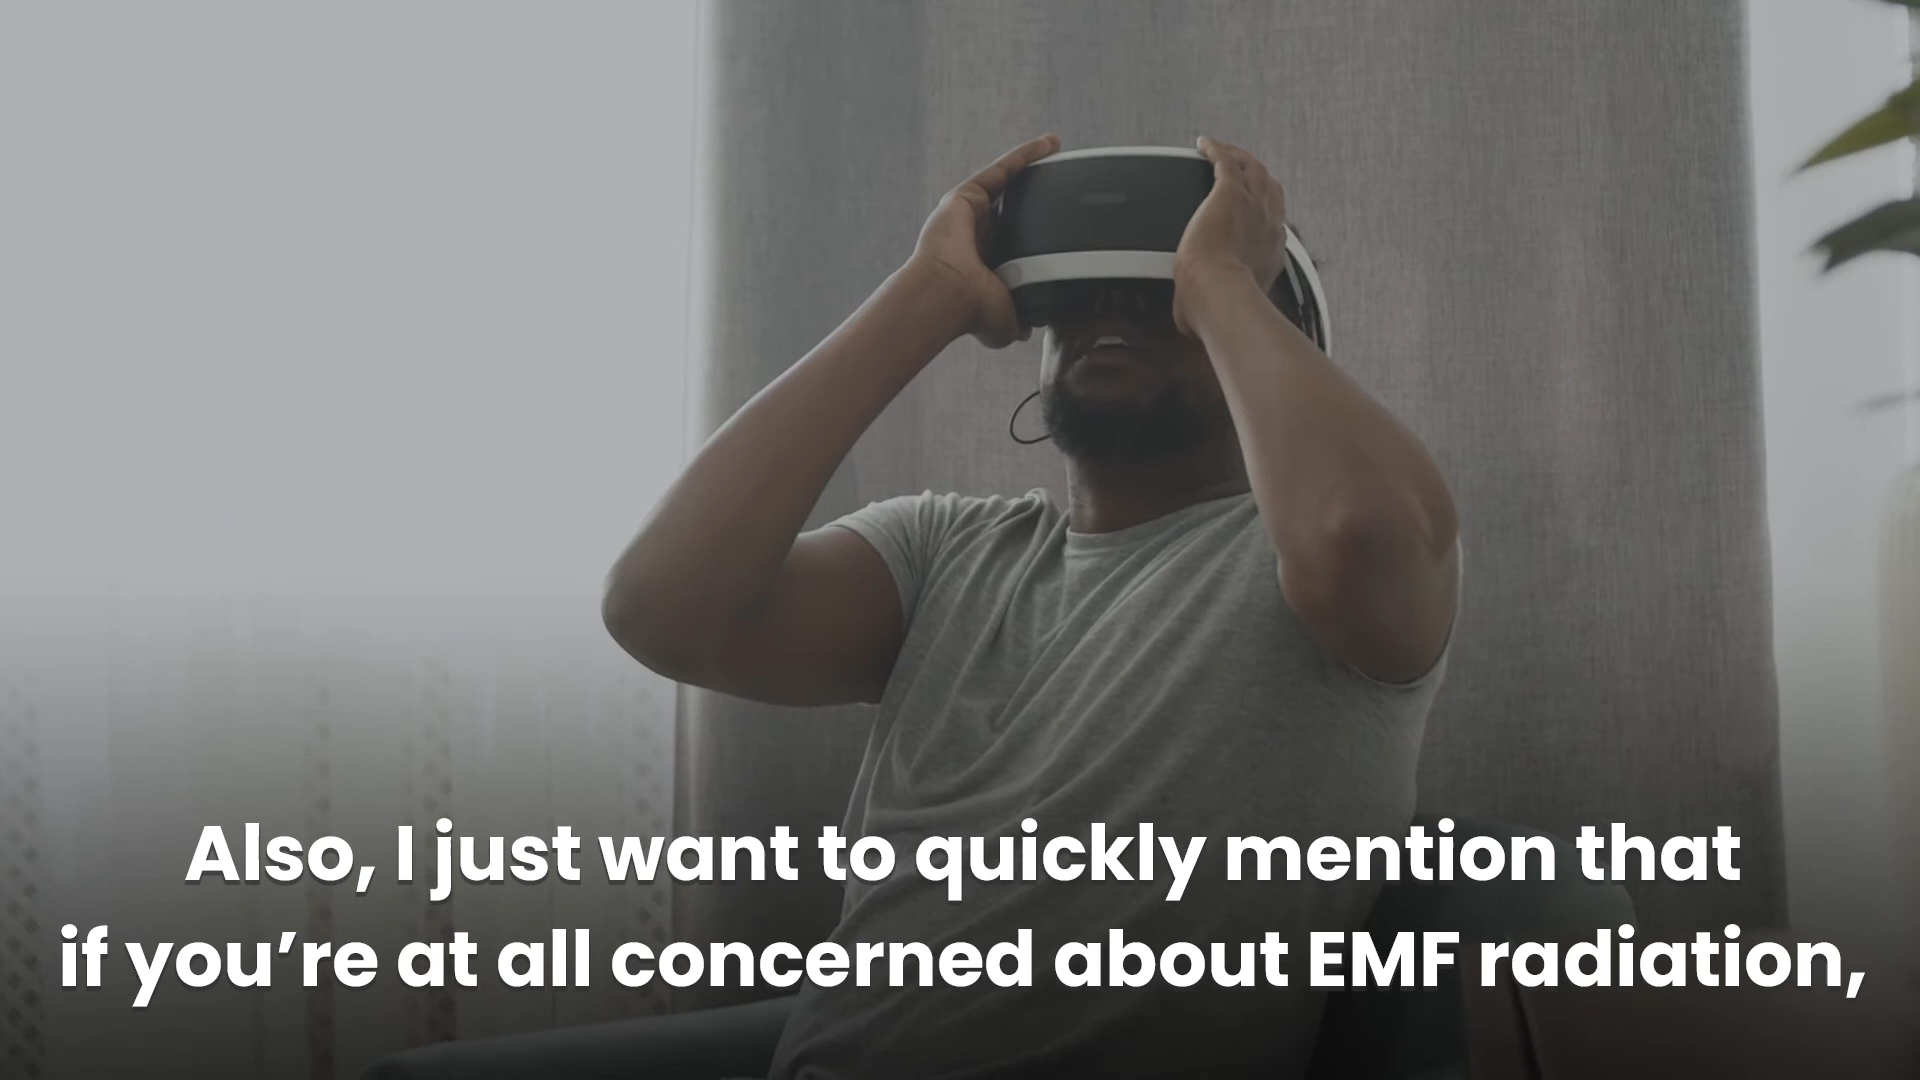 Also, I just want to quickly mention that
if you’re at all concerned about EMF radiation,